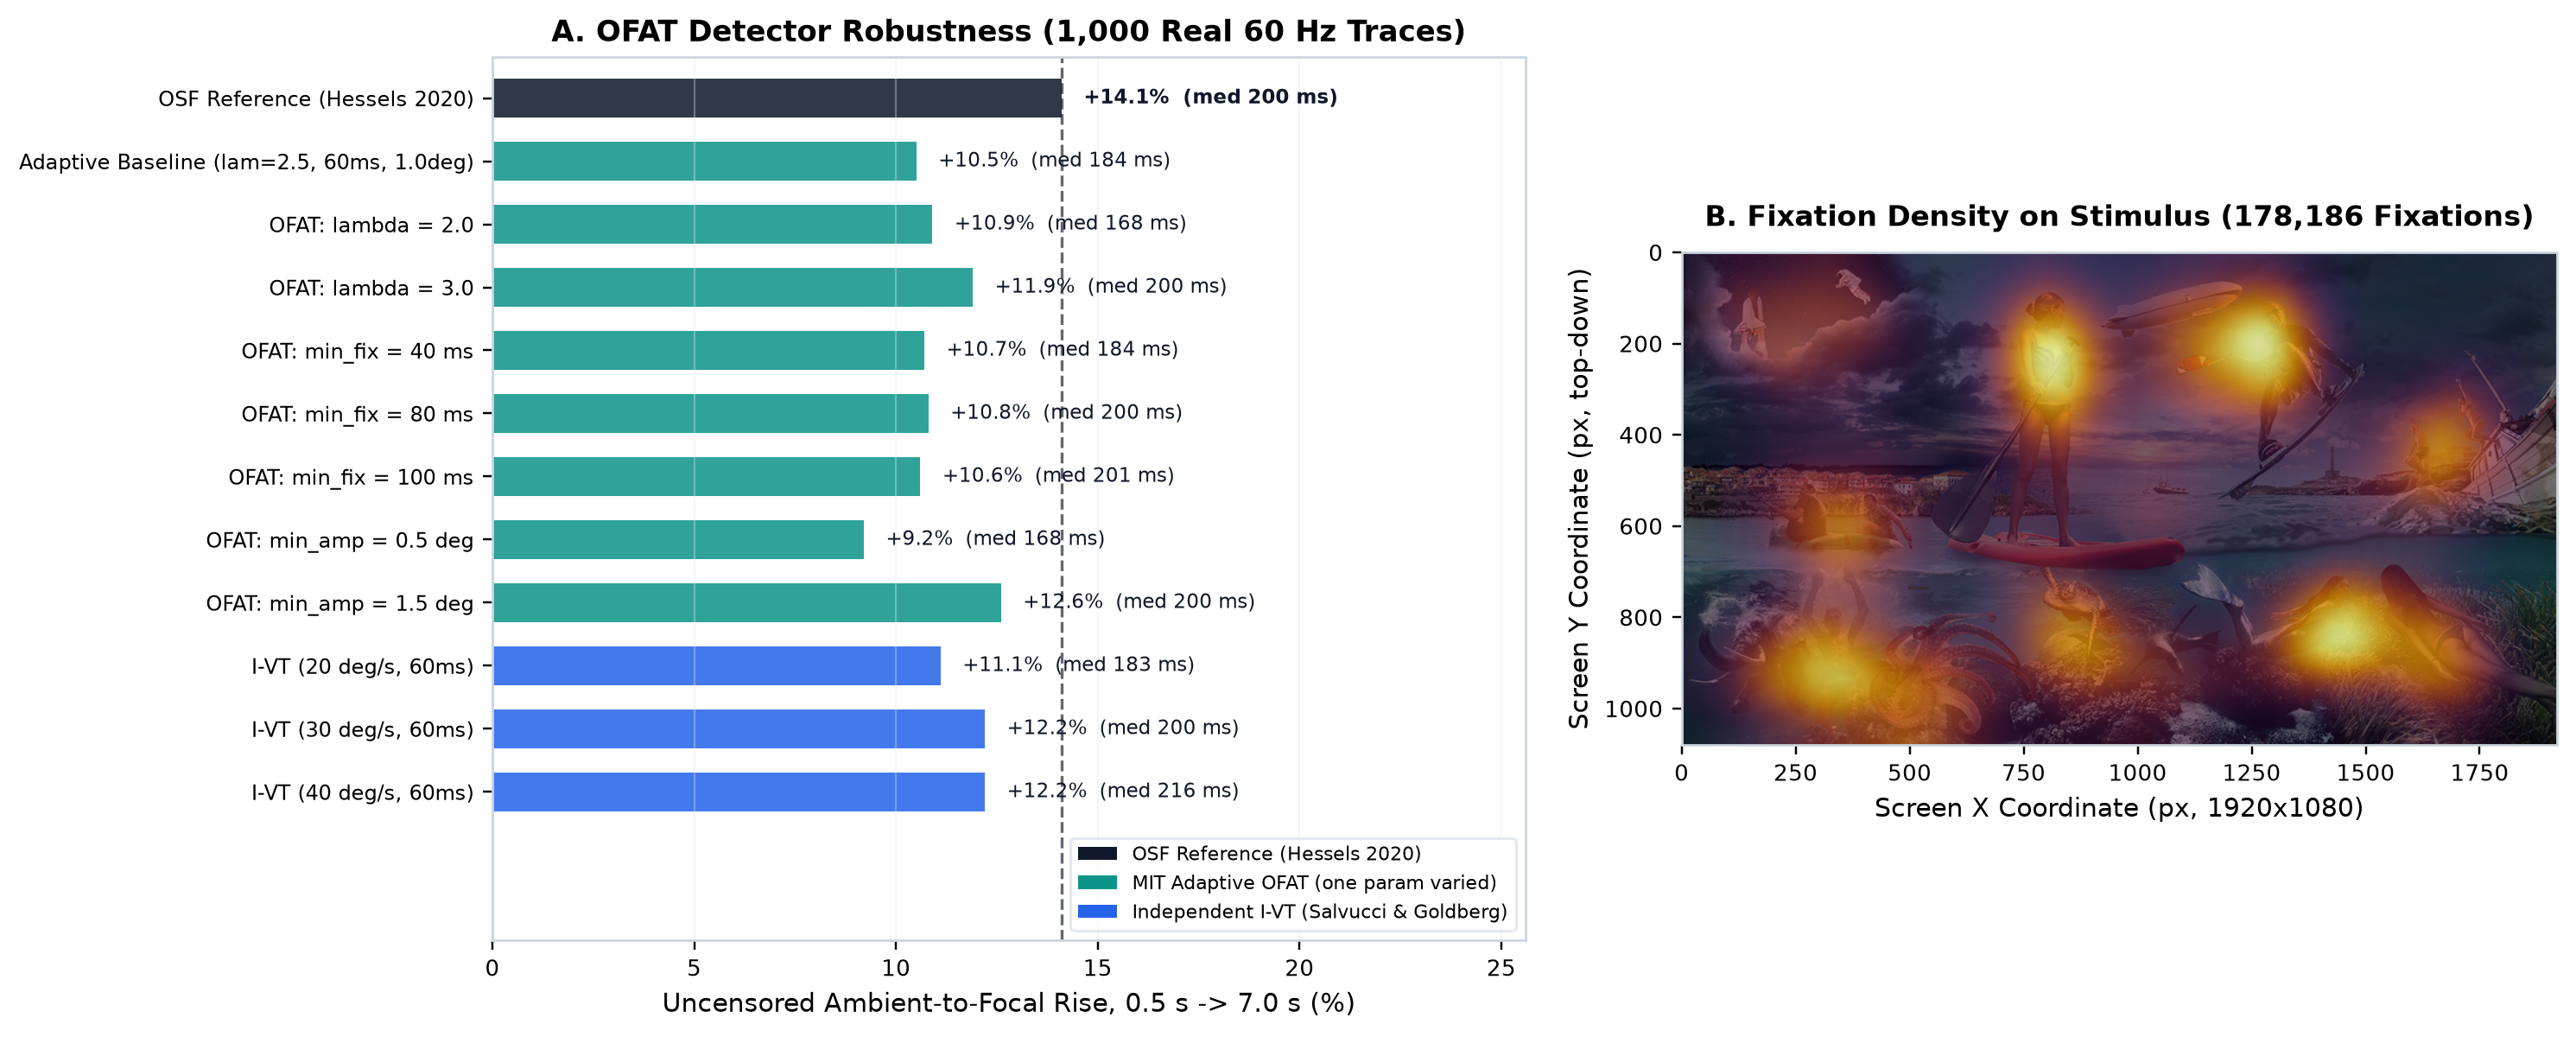 A. OFAT Detector Robustness (1,000 Real 60 Hz Traces)
OSF Reference (Hessels 2020)
+14.1%  (med 200 ms)
Adaptive Baseline (lam=2.5, 60ms, 1.0deg)
+10.5%  (med 184 ms)
OFAT: lambda = 2.0
+10.9%  (med 168 ms)
OFAT: lambda = 3.0
+11.9%  (med 200 ms)
OFAT: min_fix = 40 ms
+10.7%  (med 184 ms)
OFAT: min_fix = 80 ms
+10.8%  (med 200 ms)
OFAT: min_fix = 100 ms
+10.6%  (med 201 ms)
OFAT: min_amp = 0.5 deg
+9.2%  (med 168 ms)
OFAT: min_amp = 1.5 deg
+12.6%  (med 200 ms)
I-VT (20 deg/s, 60ms)
+11.1%  (med 183 ms)
I-VT (30 deg/s, 60ms)
+12.2%  (med 200 ms)
I-VT (40 deg/s, 60ms)
+12.2%  (med 216 ms)
OSF Reference (Hessels 2020)
MIT Adaptive OFAT (one param varied)
Independent I-VT (Salvucci & Goldberg)
0 5 10 15 20 25
Uncensored Ambient-to-Focal Rise, 0.5 s -> 7.0 s (%)
B. Fixation Density on Stimulus (178,186 Fixations)
Screen Y Coordinate (px, top-down)
0
200
400
600
800
1000
0 250 500 750 1000 1250 1500 1750
Screen X Coordinate (px, 1920x1080)